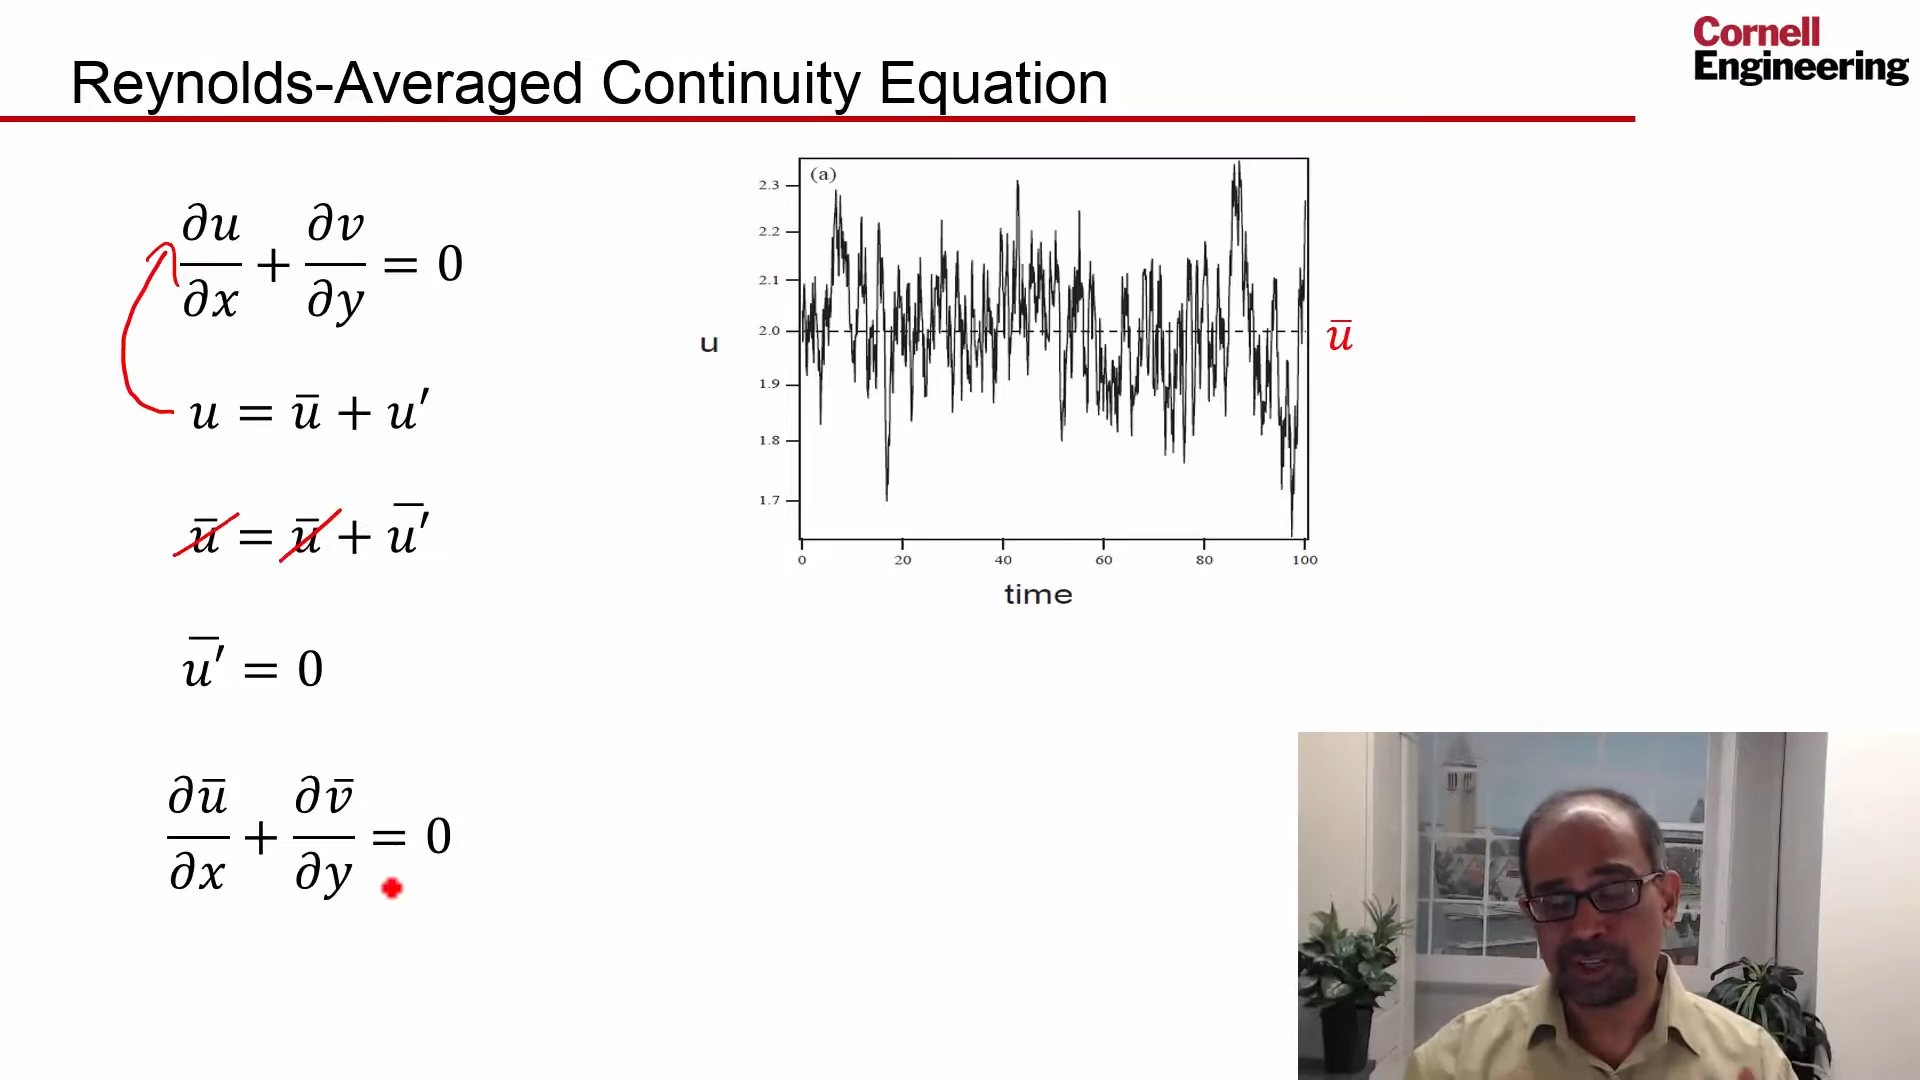 Cornell
Engineering
Reynolds-Averaged Continuity Equation
∂u/∂x + ∂v/∂y = 0
u = ū + u′
ū = ū + u̅′
u̅′ = 0
∂ū/∂x + ∂v̄/∂y = 0
(a)
2.3
2.2
2.1
2.0
1.9
1.8
1.7
u
ū
0 20 40 60 80 100
time